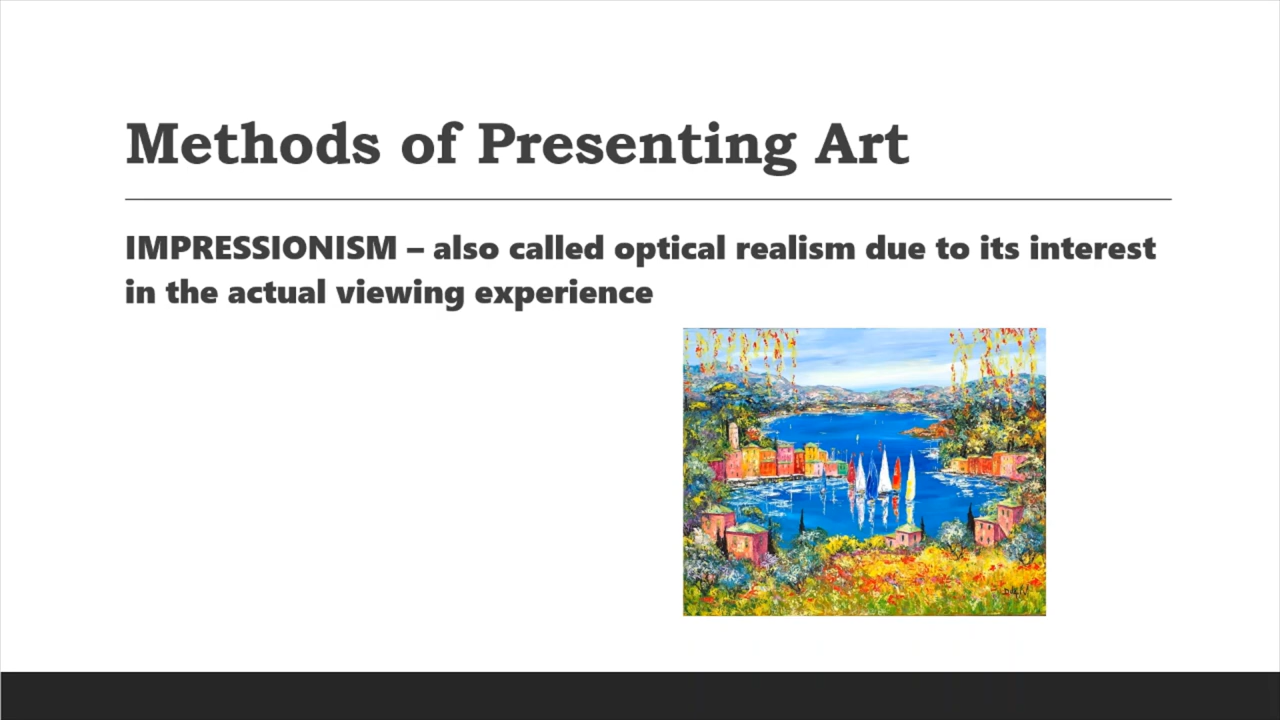 Methods of Presenting Art
IMPRESSIONISM – also called optical realism due to its interest
in the actual viewing experience